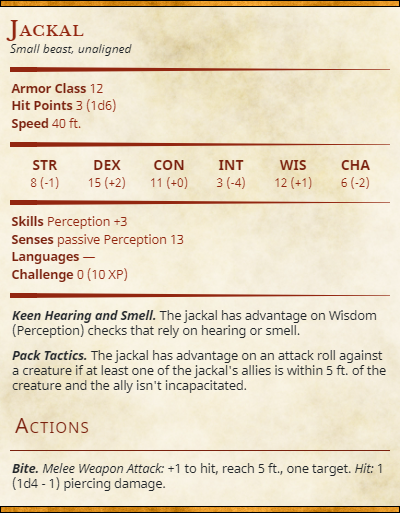 Jackal
Small beast, unaligned
Armor Class 12
Hit Points 3 (1d6)
Speed 40 ft.
STR DEX CON INT WIS CHA
8 (-1) 15 (+2) 11 (+0) 3 (-4) 12 (+1) 6 (-2)
Skills Perception +3
Senses passive Perception 13
Languages —
Challenge 0 (10 XP)
Keen Hearing and Smell. The jackal has advantage on Wisdom
(Perception) checks that rely on hearing or smell.
Pack Tactics. The jackal has advantage on an attack roll against
a creature if at least one of the jackal's allies is within 5 ft. of the
creature and the ally isn't incapacitated.
Actions
Bite. Melee Weapon Attack: +1 to hit, reach 5 ft., one target. Hit: 1
(1d4 - 1) piercing damage.